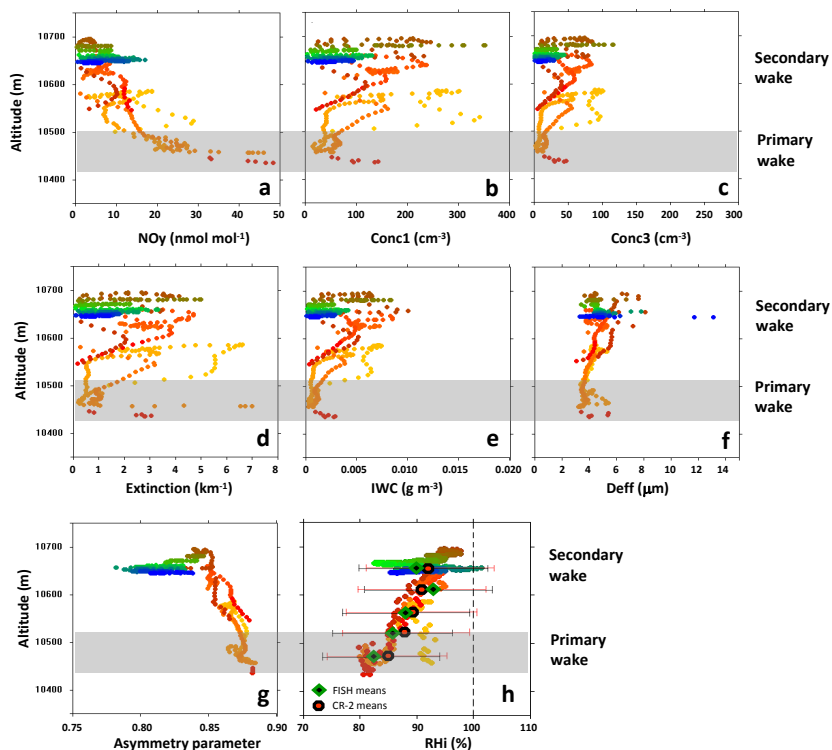 10700
10600
10500
10400
Altitude (m)
0 10 20 30 40 50
NOy (nmol mol-1)
a
0 100 200 300 400
Conc1 (cm-3)
b
0 50 100 150 200 250 300
Conc3 (cm-3)
c
Secondary
wake
Primary
wake
10700
10600
10500
10400
Altitude (m)
0 1 2 3 4 5 6 7 8
Extinction (km-1)
d
0 0.005 0.010 0.015 0.020
IWC (g m-3)
e
0 2 4 6 8 10 12 14
Deff (μm)
f
Secondary
wake
Primary
wake
10700
10600
10500
10400
Altitude (m)
0.75 0.80 0.85 0.90
Asymmetry parameter
g
FISH means
CR-2 means
70 80 90 100 110
RHi (%)
h
Secondary
wake
Primary
wake